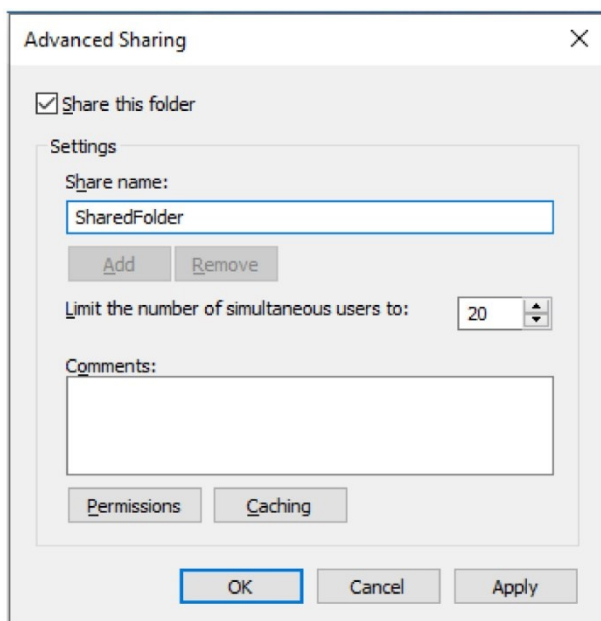 Advanced Sharing
Share this folder
Settings
Share name:
SharedFolder
Add Remove
Limit the number of simultaneous users to: 20
Comments:
Permissions Caching
OK Cancel Apply